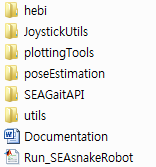 hebi
JoystickUtils
plottingTools
poseEstimation
SEAGaitAPI
utils
Documentation
Run_SEAsnakeRobot